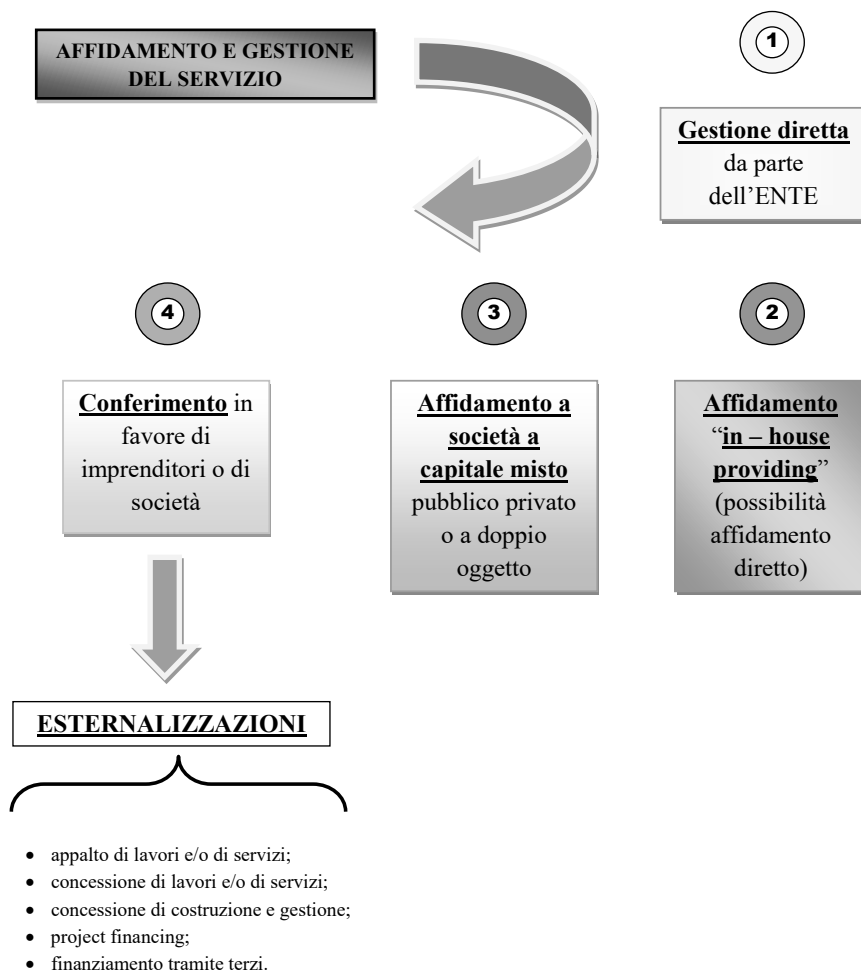 AFFIDAMENTO E GESTIONE
DEL SERVIZIO
1
Gestione diretta
da parte
dell’ENTE
4
3
2
Conferimento in
favore di
imprenditori o di
società
Affidamento a
società a
capitale misto
pubblico privato
o a doppio
oggetto
Affidamento
“in – house
providing”
(possibilità
affidamento
diretto)
ESTERNALIZZAZIONI
• appalto di lavori e/o di servizi;
• concessione di lavori e/o di servizi;
• concessione di costruzione e gestione;
• project financing;
• finanziamento tramite terzi.